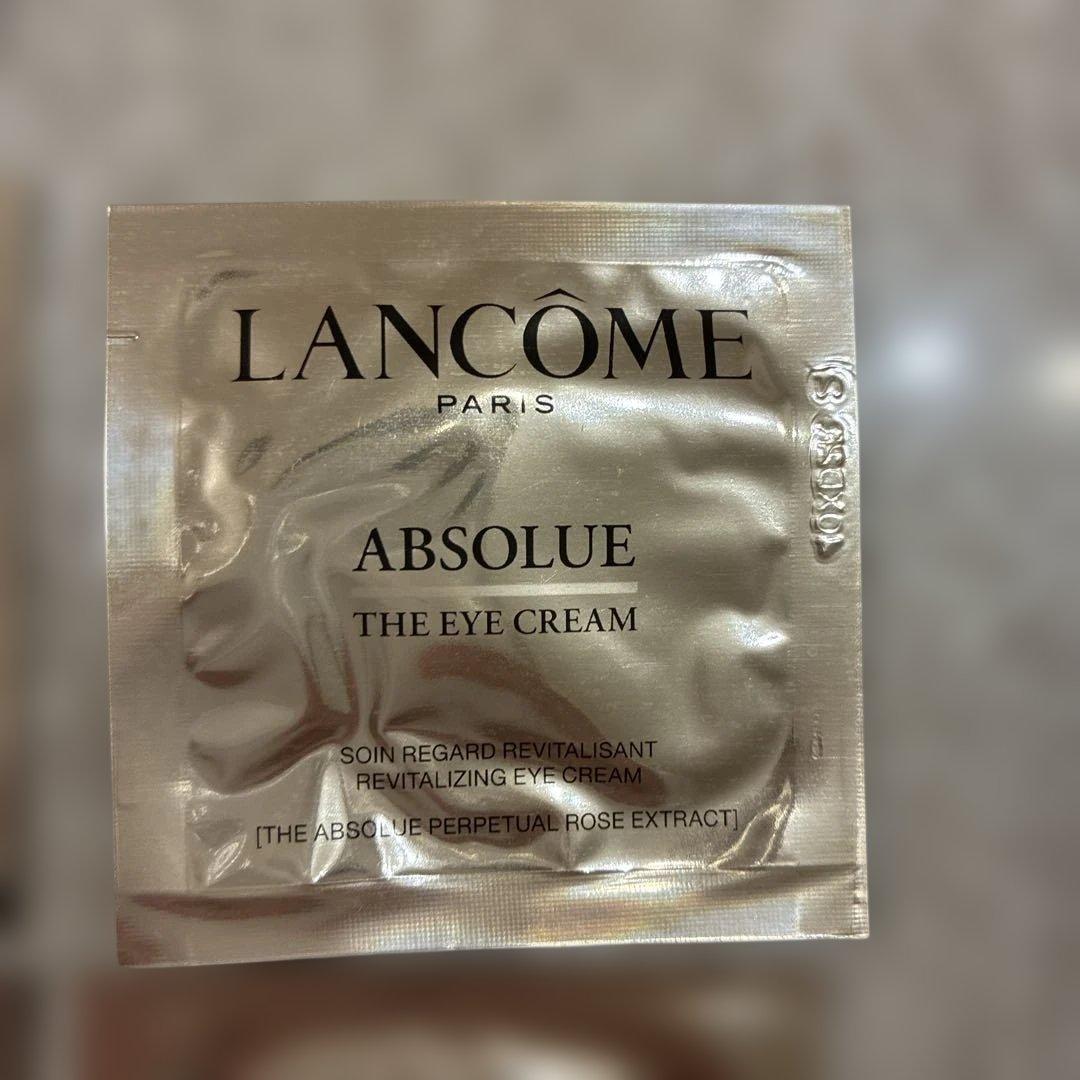 LANCÔME
PARIS
ABSOLUE
THE EYE CREAM
SOIN REGARD REVITALISANT
REVITALIZING EYE CREAM
[THE ABSOLUE PERPETUAL ROSE EXTRACT]